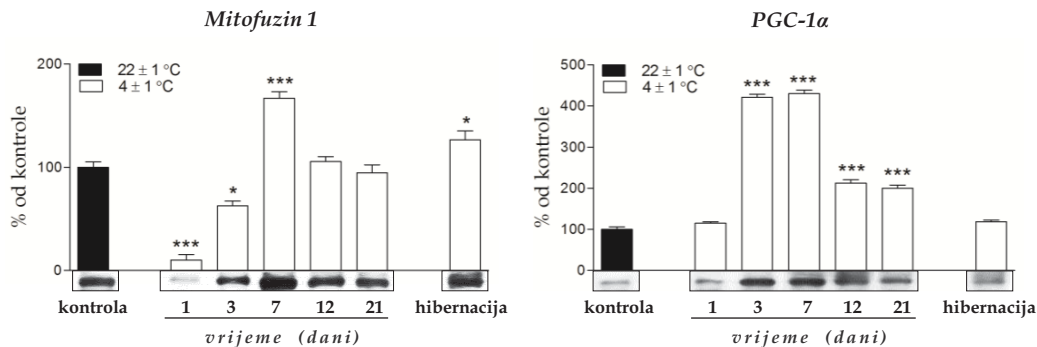 Mitofuzin 1
% od kontrole
200
100
0
22 ± 1 °C
4 ± 1 °C
***
*
***
*
kontrola
1 3 7 12 21
hibernacija
vrijeme (dani)
PGC-1α
% od kontrole
500
400
300
200
100
0
22 ± 1 °C
4 ± 1 °C
***
***
***
***
kontrola
1 3 7 12 21
hibernacija
vrijeme (dani)